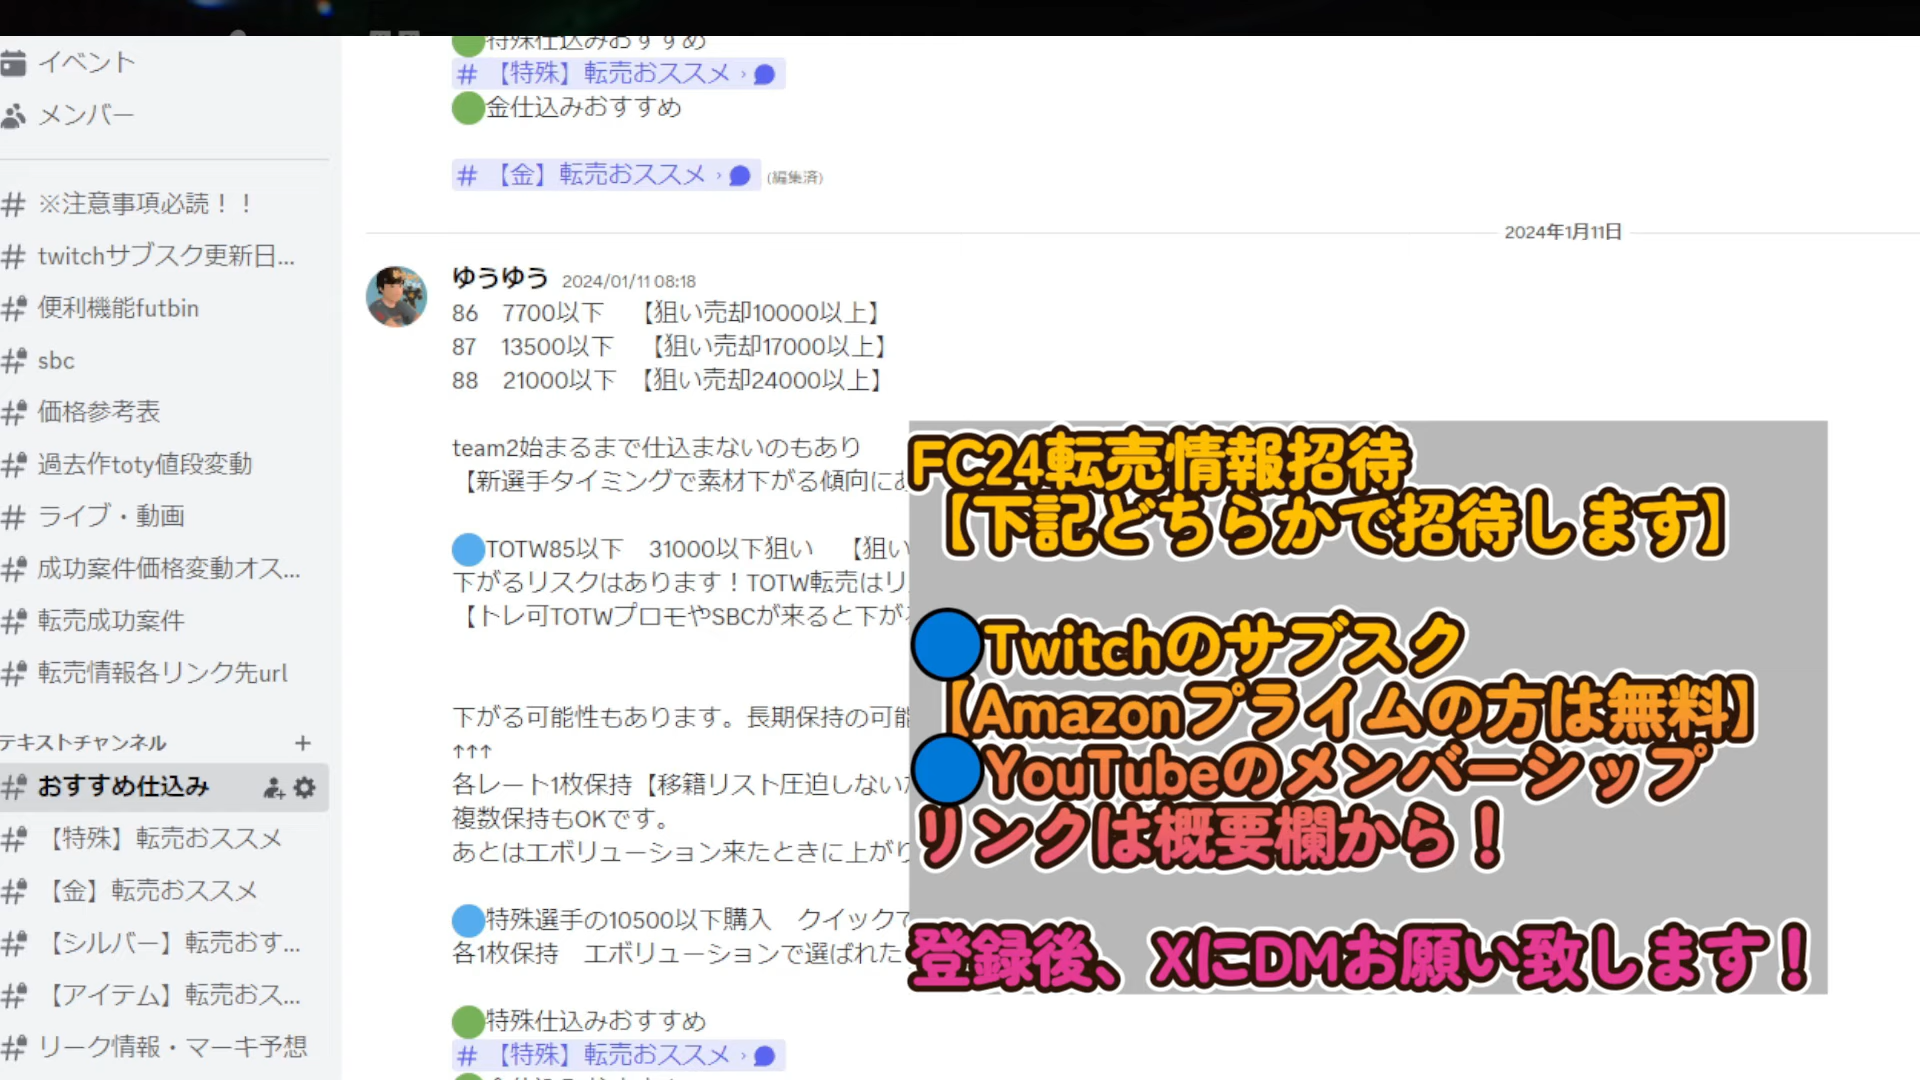 イベント
メンバー
※注意事項必読！！
twitchサブスク更新日...
便利機能futbin
sbc
価格参考表
過去作toty値段変動
ライブ・動画
成功案件価格変動オス...
転売成功案件
転売情報各リンク先url
テキストチャンネル
おすすめ仕込み
【特殊】転売おススメ
【金】転売おススメ
【シルバー】転売おす...
【アイテム】転売おス...
リーク情報・マーキ予想
特殊仕込みおすすめ
# 【特殊】転売おススメ ›
金仕込みおすすめ
# 【金】転売おススメ › (編集済)
2024年1月11日
ゆうゆう 2024/01/11 08:18
86 7700以下 【狙い売却10000以上】
87 13500以下 【狙い売却17000以上】
88 21000以下 【狙い売却24000以上】
team2始まるまで仕込まないのもあり
【新選手タイミングで素材下がる傾向に
TOTW85以下 31000以下狙い 【狙い
下がるリスクはあります！TOTW転売はリ
【トレ可TOTWプロモやSBCが来ると下が
下がる可能性もあります。長期保持の可能
↑↑↑
各レート1枚保持【移籍リスト圧迫しない
複数保持もOKです。
あとはエボリューション来たときに上がり
特殊選手の10500以下購入 クイックで
各1枚保持 エボリューションで選ばれた
特殊仕込みおすすめ
# 【特殊】転売おススメ ›
FC24転売情報招待
【下記どちらかで招待します】
Twitchのサブスク
【Amazonプライムの方は無料】
YouTubeのメンバーシップ
リンクは概要欄から！
登録後、XにDMお願い致します！